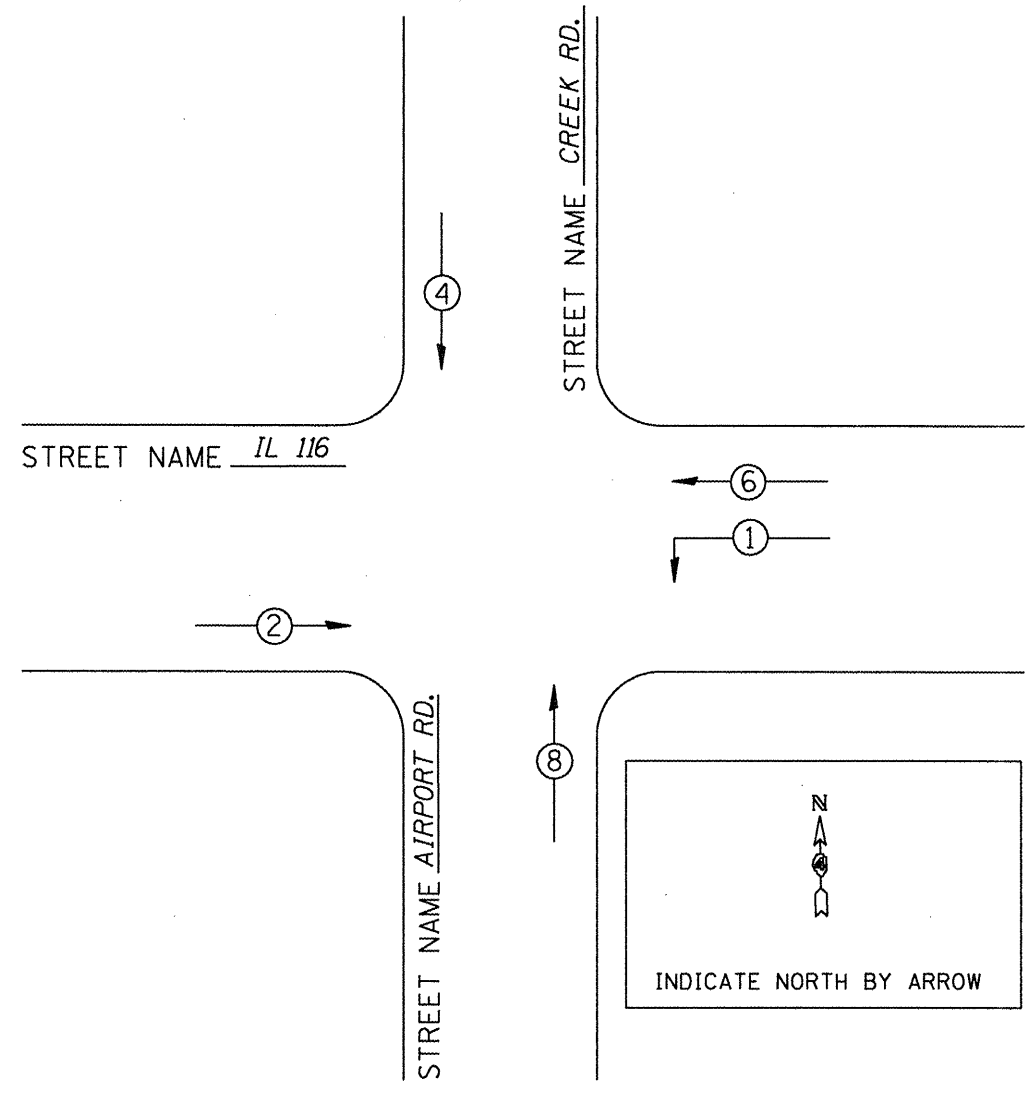 STREET NAME CREEK RD.
4
STREET NAME IL 116
6
1
2
STREET NAME AIRPORT RD.
8
N
INDICATE NORTH BY ARROW